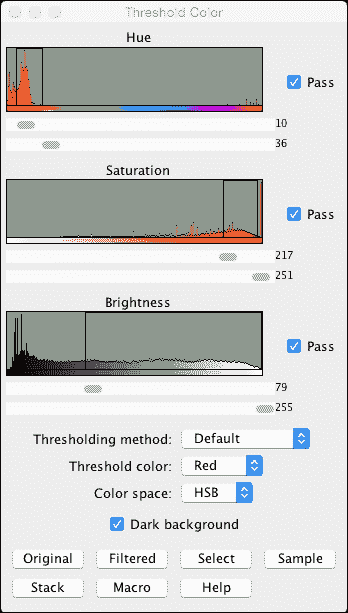 Threshold Color
Hue
Pass
10
36
Saturation
Pass
217
251
Brightness
Pass
79
255
Thresholding method: Default
Threshold color: Red
Color space: HSB
Dark background
Original Filtered Select Sample
Stack Macro Help